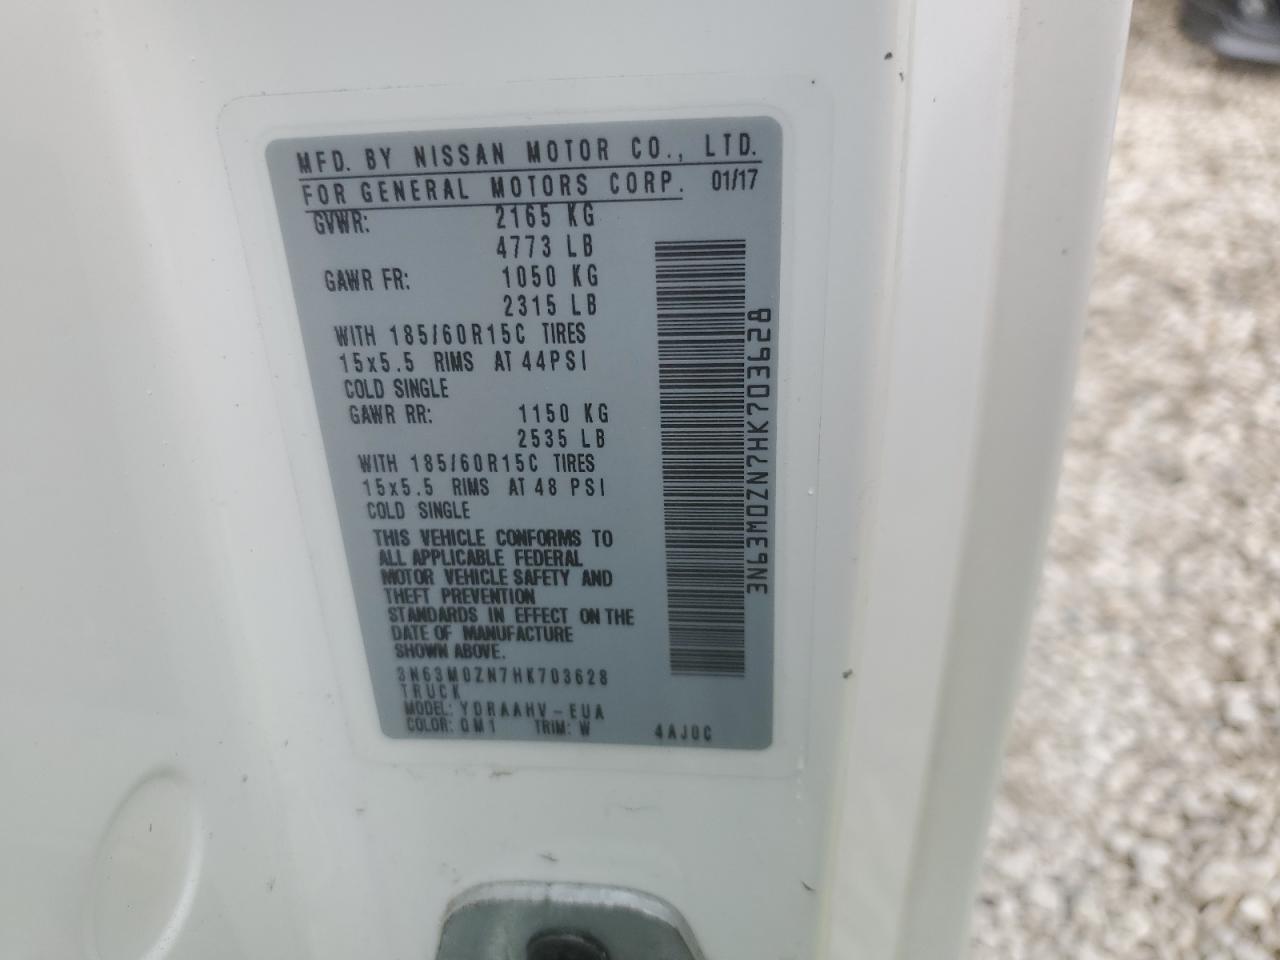 MFD. BY NISSAN MOTOR CO., LTD.
FOR GENERAL MOTORS CORP. 01/17
GVWR: 2165 KG
4773 LB
GAWR FR: 1050 KG
2315 LB
WITH 185/60R15C TIRES
15x5.5 RIMS AT 44PSI
COLD SINGLE
GAWR RR: 1150 KG
2535 LB
WITH 185/60R15C TIRES
15x5.5 RIMS AT 48 PSI
COLD SINGLE
THIS VEHICLE CONFORMS TO
ALL APPLICABLE FEDERAL
MOTOR VEHICLE SAFETY AND
THEFT PREVENTION
STANDARDS IN EFFECT ON THE
DATE OF MANUFACTURE
SHOWN ABOVE.
3N63M0ZN7HK703628
TRUCK
MODEL: YDRAAHV-EUA
COLOR: QM1 TRIM: W 4AJ0C
3N63M0ZN7HK703628